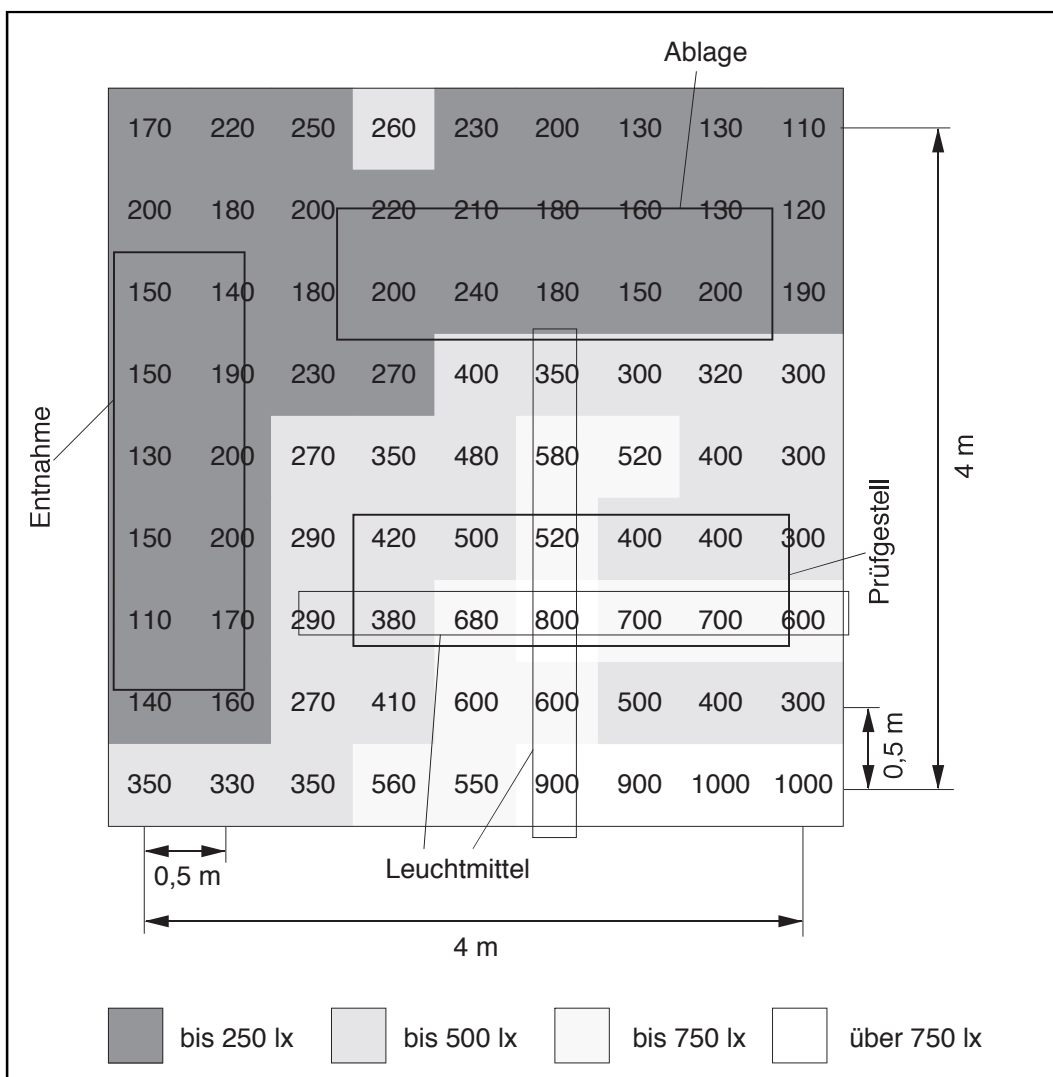 Ablage
170 220 250 260 230 200 130 130 110
200 180 200 220 210 180 160 130 120
150 140 180 200 240 180 150 200 190
150 190 230 270 400 350 300 320 300
130 200 270 350 480 580 520 400 300
150 200 290 420 500 520 400 400 300
110 170 290 380 680 800 700 700 600
140 160 270 410 600 600 500 400 300
350 330 350 560 550 900 900 1000 1000
Entnahme
Prüfgestell
4 m
0,5 m
0,5 m
Leuchtmittel
4 m
bis 250 lx bis 500 lx bis 750 lx über 750 lx